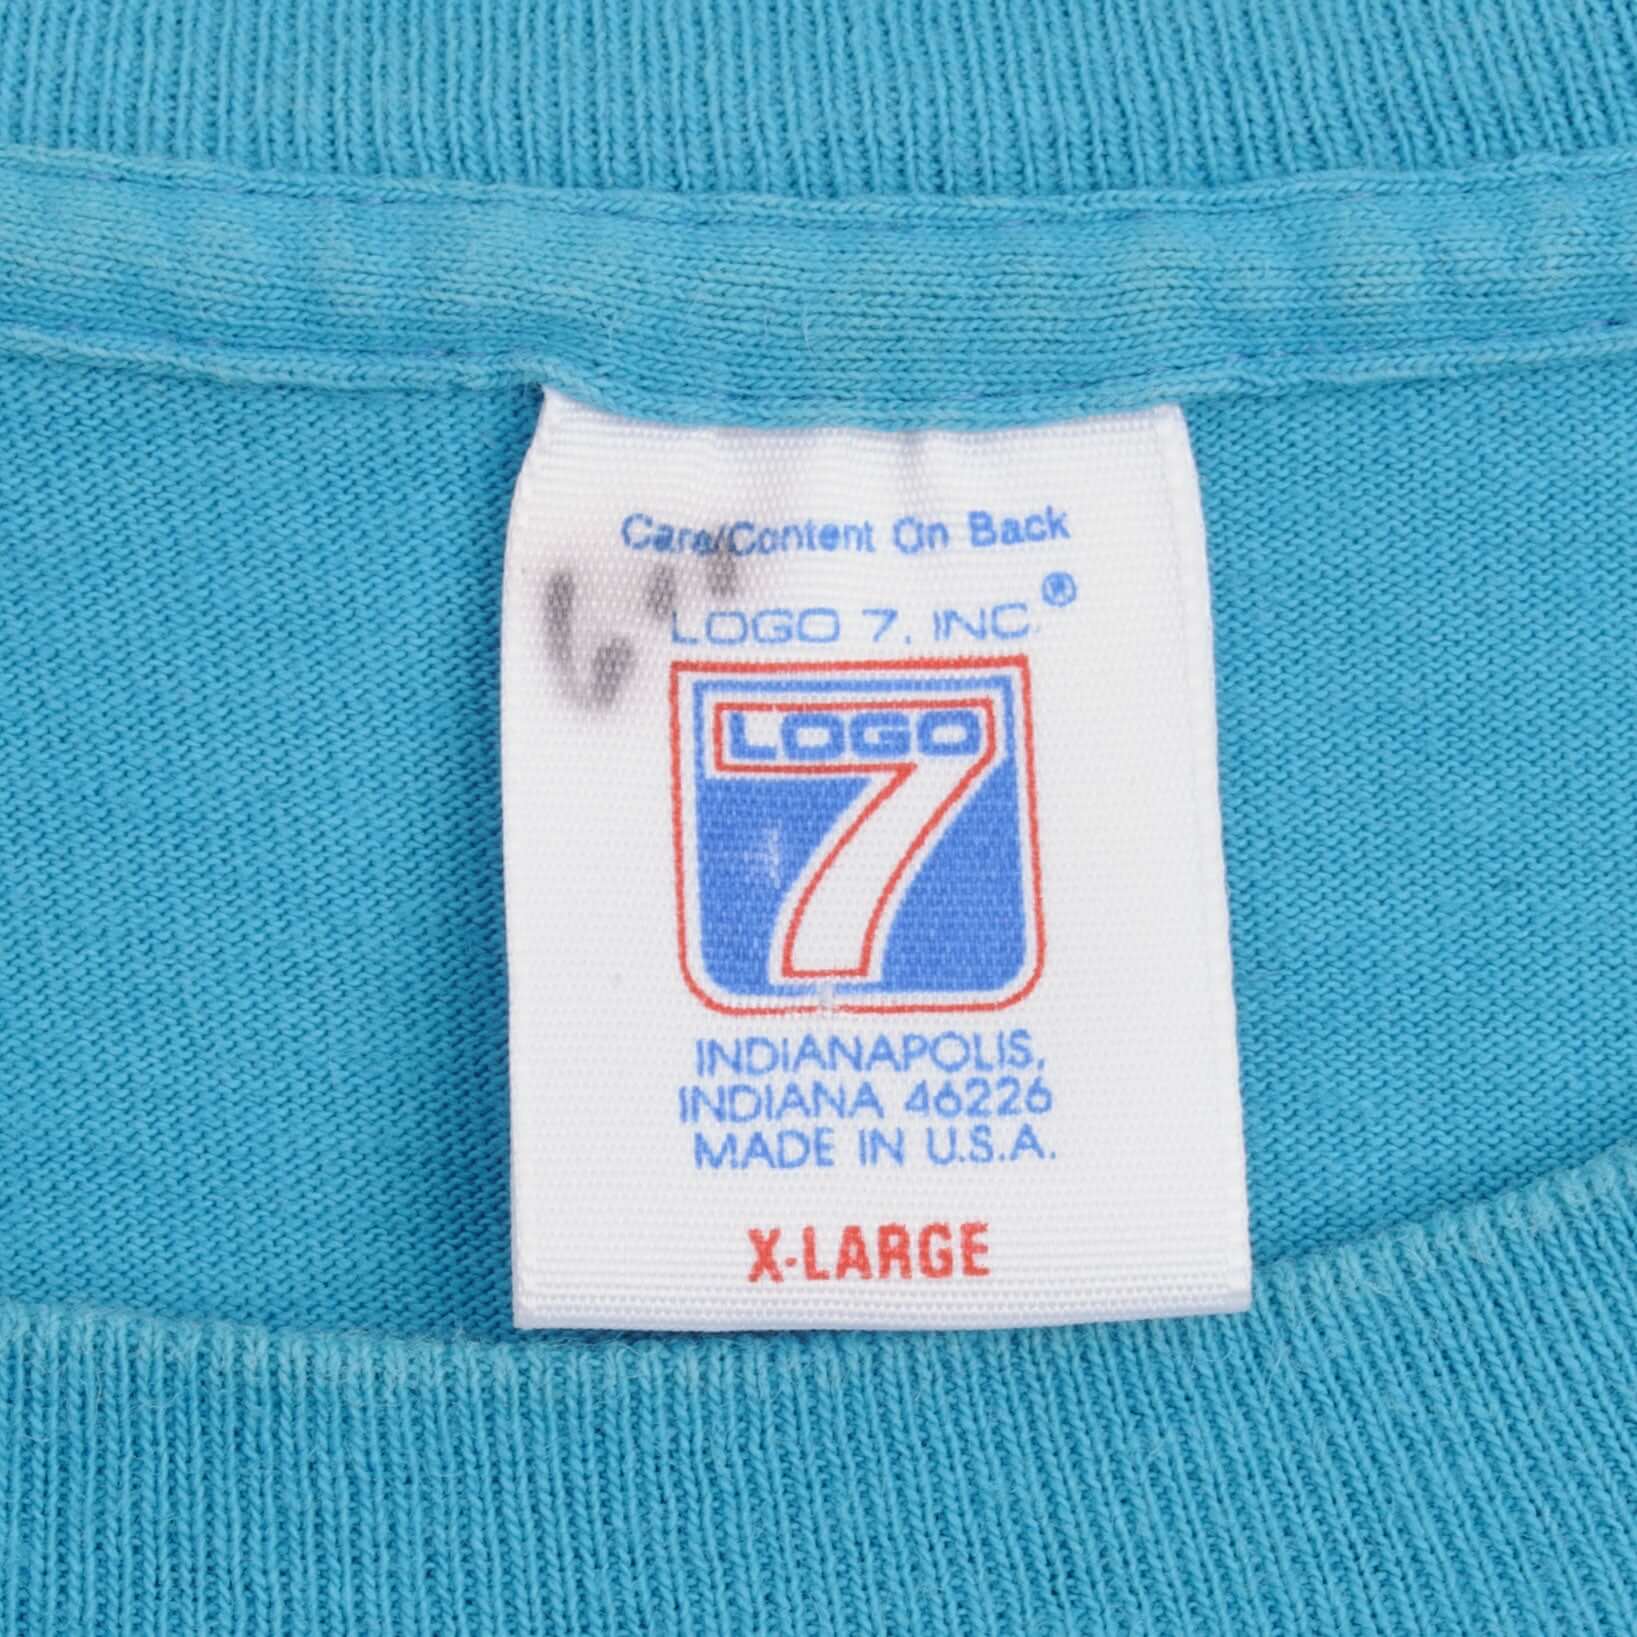 Care/Content On Back
LOGO 7, INC.®
LOGO
7
INDIANAPOLIS,
INDIANA 46226
MADE IN U.S.A.
X-LARGE